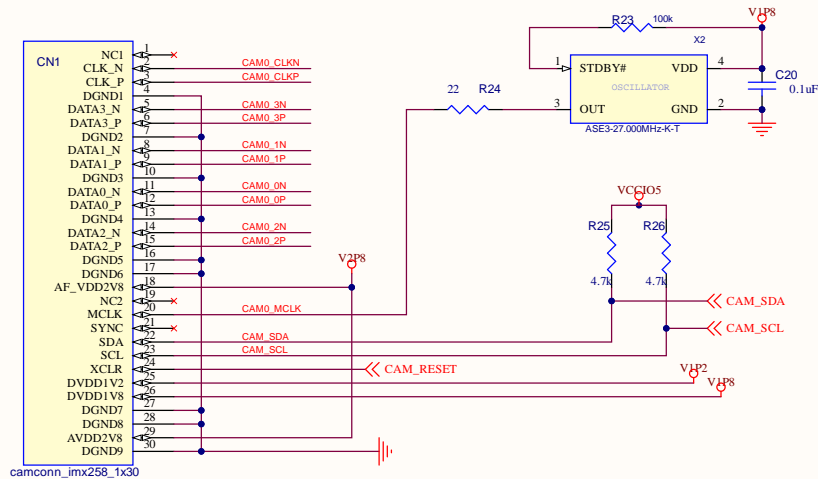 R23 100k V1P8
X2
CN1
NC1 1
CLK_N 2 CAM0_CLKN
CLK_P 3 CAM0_CLKP
DGND1 4
DATA3_N 5 CAM0_3N
DATA3_P 6 CAM0_3P
DGND2 7
DATA1_N 8 CAM0_1N
DATA1_P 9 CAM0_1P
DGND3 10
DATA0_N 11 CAM0_0N
DATA0_P 12 CAM0_0P
DGND4 13
DATA2_N 14 CAM0_2N
DATA2_P 15 CAM0_2P
DGND5 16
DGND6 17
AF_VDD2V8 18
NC2 19
MCLK 20 CAM0_MCLK
SYNC 21
SDA 22 CAM_SDA
SCL 23 CAM_SCL
XCLR 24 CAM_RESET
DVDD1V2 25
DVDD1V8 26
DGND7 27
DGND8 28
AVDD2V8 29
DGND9 30
camconn_imx258_1x30
1 STDBY# VDD 4
OSCILLATOR
3 OUT GND 2
ASE3-27.000MHz-K-T
C20
0.1uF
22 R24
VCCIO5
R25 R26
4.7k 4.7k
V2P8
CAM_SDA
CAM_SCL
V1P2
V1P8